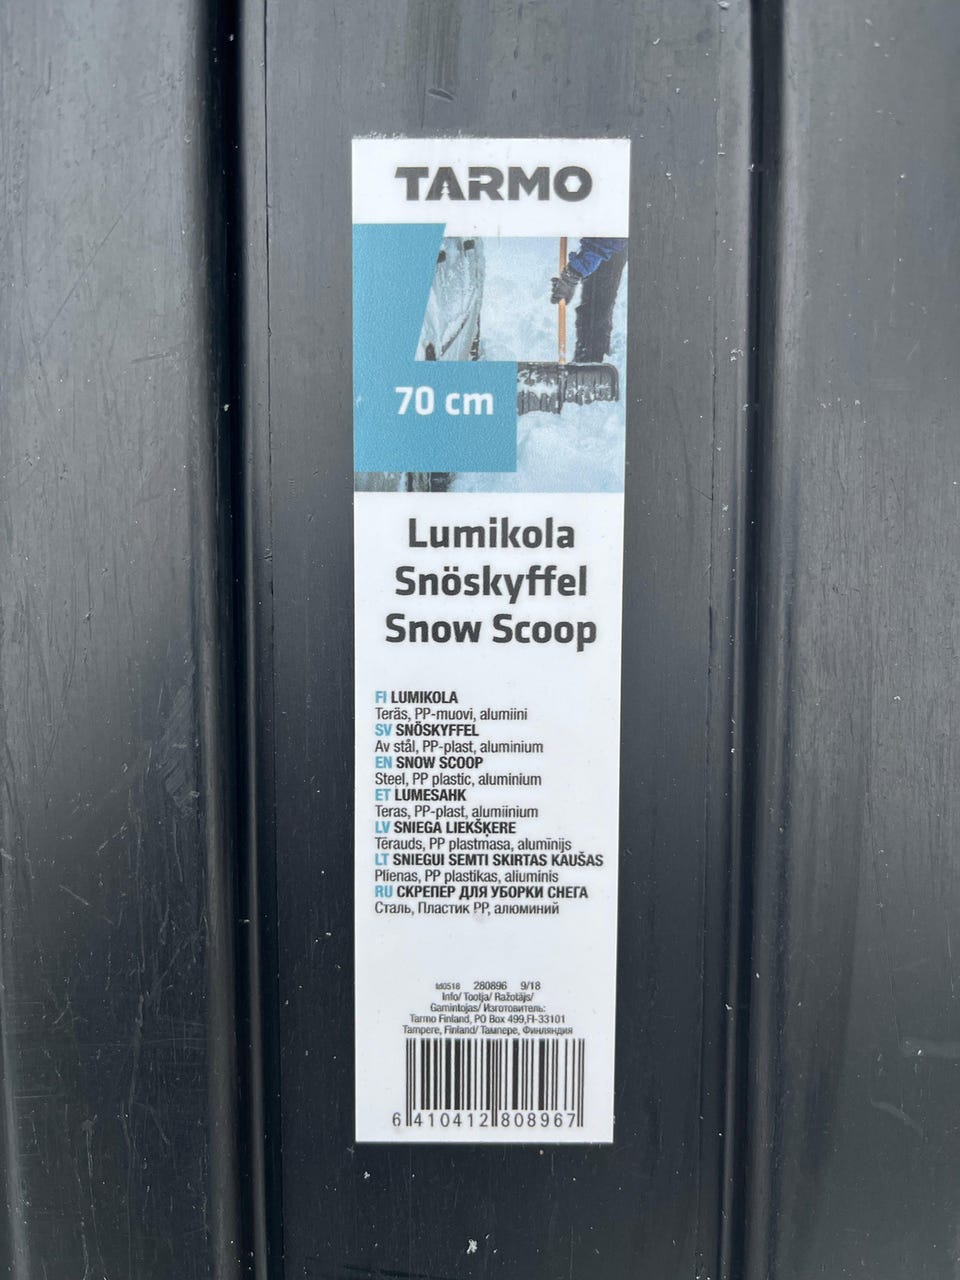 TARMO
70 cm
Lumikola
Snöskyffel
Snow Scoop
FI LUMIKOLA
Teräs, PP-muovi, alumiini
SV SNÖSKYFFEL
Av stål, PP-plast, aluminium
EN SNOW SCOOP
Steel, PP plastic, aluminium
ET LUMESAHK
Teras, PP-plast, alumiinium
LV SNIEGA LIEKŠĶERE
Tērauds, PP plastmasa, alumīnijs
LT SNIEGUI SEMTI SKIRTAS KAUŠAS
Plienas, PP plastikas, aliuminis
RU СКРЕПЕР ДЛЯ УБОРКИ СНЕГА
Сталь, Пластик PP, алюминий
td0518 280896 9/18
Info/ Tootja/ Ražotājs/
Gamintojas/ Изготовитель:
Tarmo Finland, PO Box 499,FI-33101
Tampere, Finland/ Тампере, Финляндия
6 410412 808967